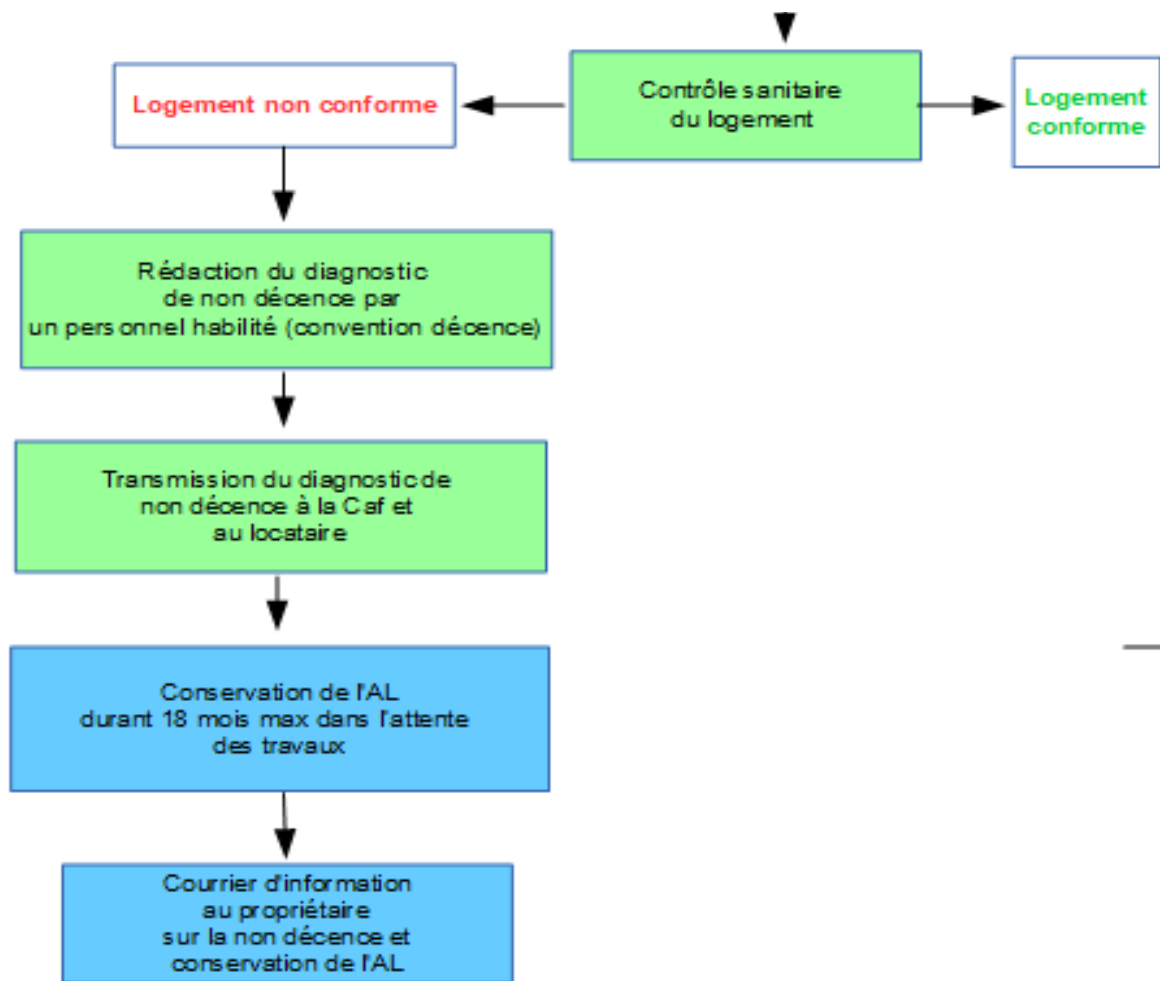 Contrôle sanitaire
du logement
Logement non conforme
Logement
conforme
Rédaction du diagnostic
de non décence par
un personnel habilité (convention décence)
Transmission du diagnostic de
non décence à la Caf et
au locataire
Conservation de l'AL
durant 18 mois max dans l'attente
des travaux
Courrier d'information
au propriétaire
sur la non décence et
conservation de l'AL